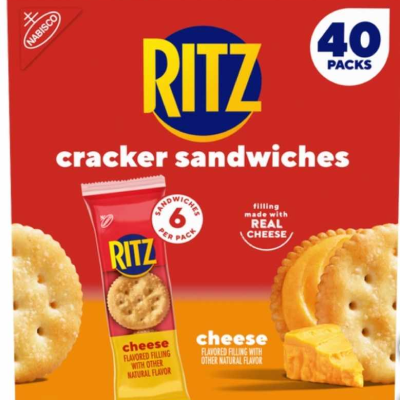 NABISCO
40
PACKS
RITZ
cracker sandwiches
SANDWICHES
6
PER PACK
filling
made with
REAL
CHEESE
RITZ
cheese
FLAVORED FILLING
WITH OTHER
NATURAL FLAVOR
cheese
FLAVORED FILLING WITH
OTHER NATURAL FLAVOR